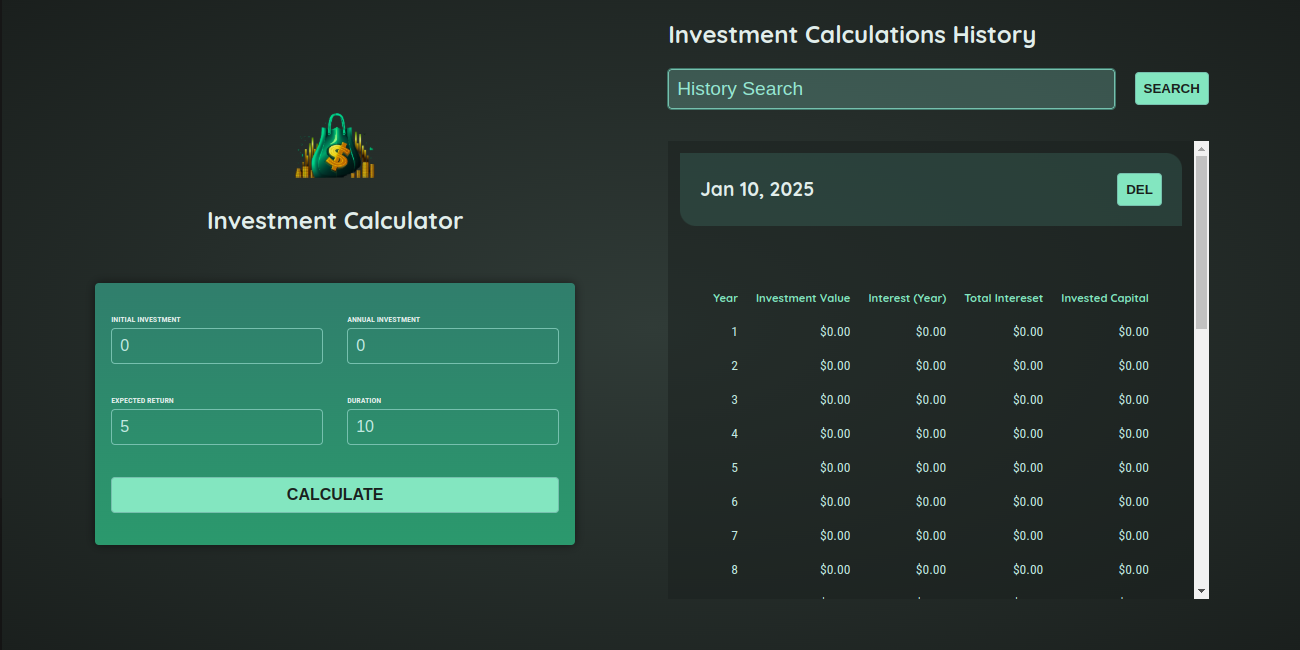 $
Investment Calculator
INITIAL INVESTMENT
ANNUAL INVESTMENT
0
0
EXPECTED RETURN
DURATION
5
10
CALCULATE
Investment Calculations History
History Search
SEARCH
Jan 10, 2025
DEL
Year Investment Value Interest (Year) Total Intereset Invested Capital
1 $0.00 $0.00 $0.00 $0.00
2 $0.00 $0.00 $0.00 $0.00
3 $0.00 $0.00 $0.00 $0.00
4 $0.00 $0.00 $0.00 $0.00
5 $0.00 $0.00 $0.00 $0.00
6 $0.00 $0.00 $0.00 $0.00
7 $0.00 $0.00 $0.00 $0.00
8 $0.00 $0.00 $0.00 $0.00